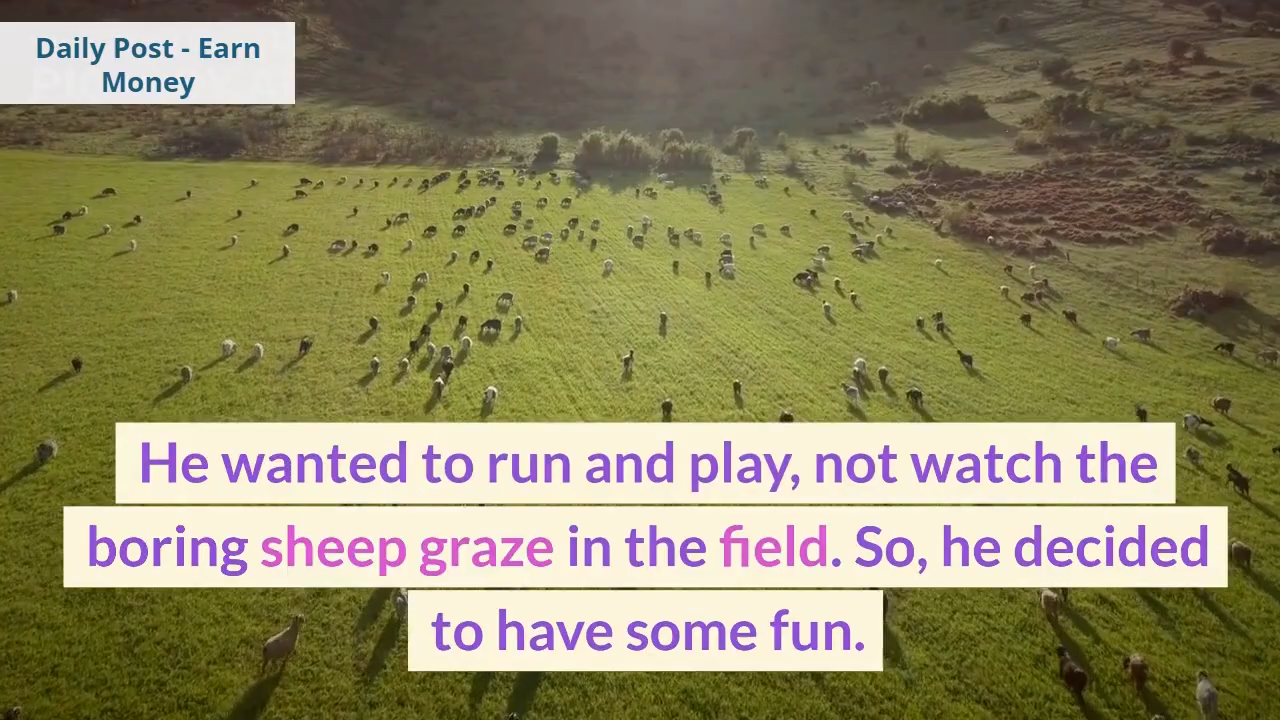 Daily Post - Earn
Money
He wanted to run and play, not watch the
boring sheep graze in the field. So, he decided
to have some fun.